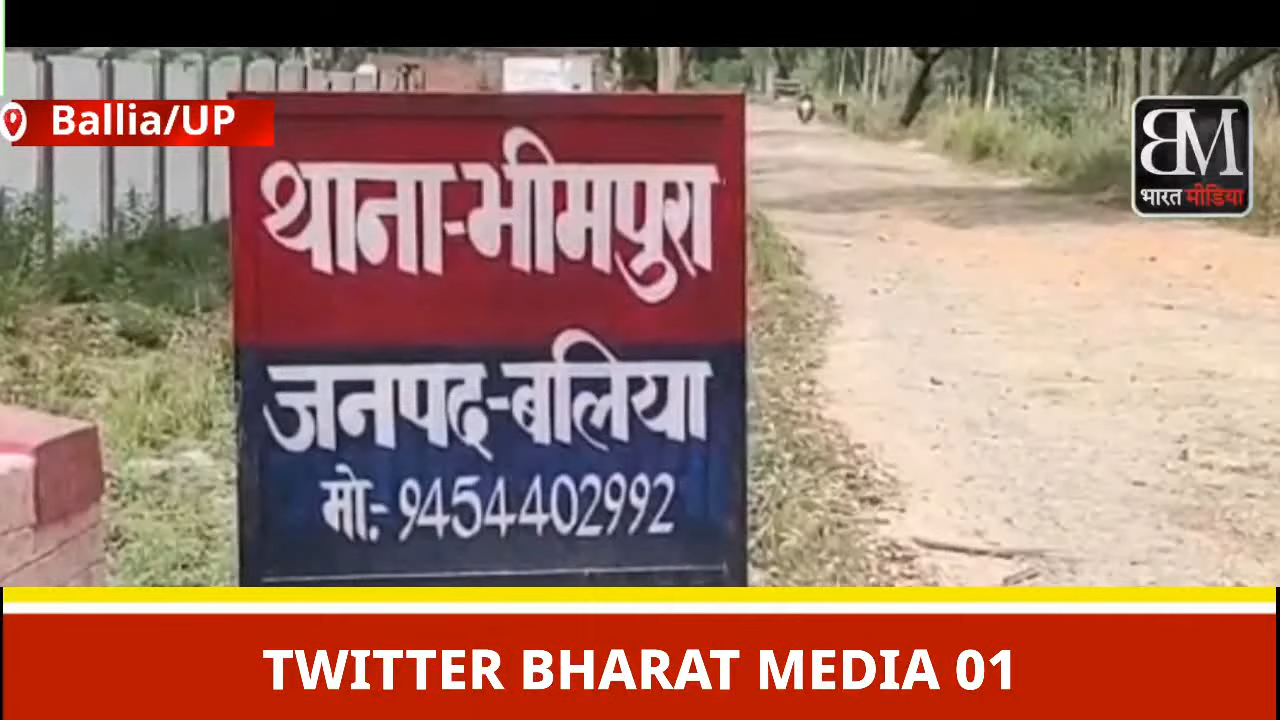 Ballia/UP
BM
भारत मीडिया
थाना-भीमपुरा
जनपद-बलिया
मो:-9454402992
TWITTER BHARAT MEDIA 01